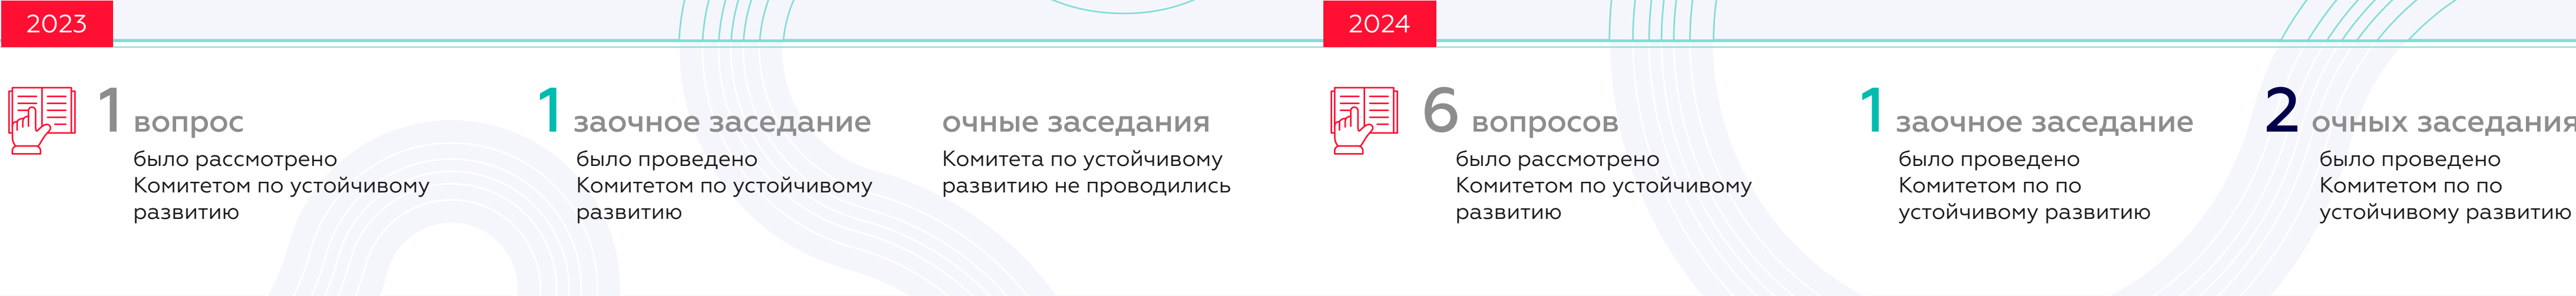 2023
1 вопрос
было рассмотрено
Комитетом по устойчивому
развитию
1 заочное заседание
было проведено
Комитетом по устойчивому
развитию
очные заседания
Комитета по устойчивому
развитию не проводились
2024
6 вопросов
было рассмотрено
Комитетом по устойчивому
развитию
1 заочное заседание
было проведено
Комитетом по по
устойчивому развитию
2 очных заседания
было проведено
Комитетом по по
устойчивому развитию